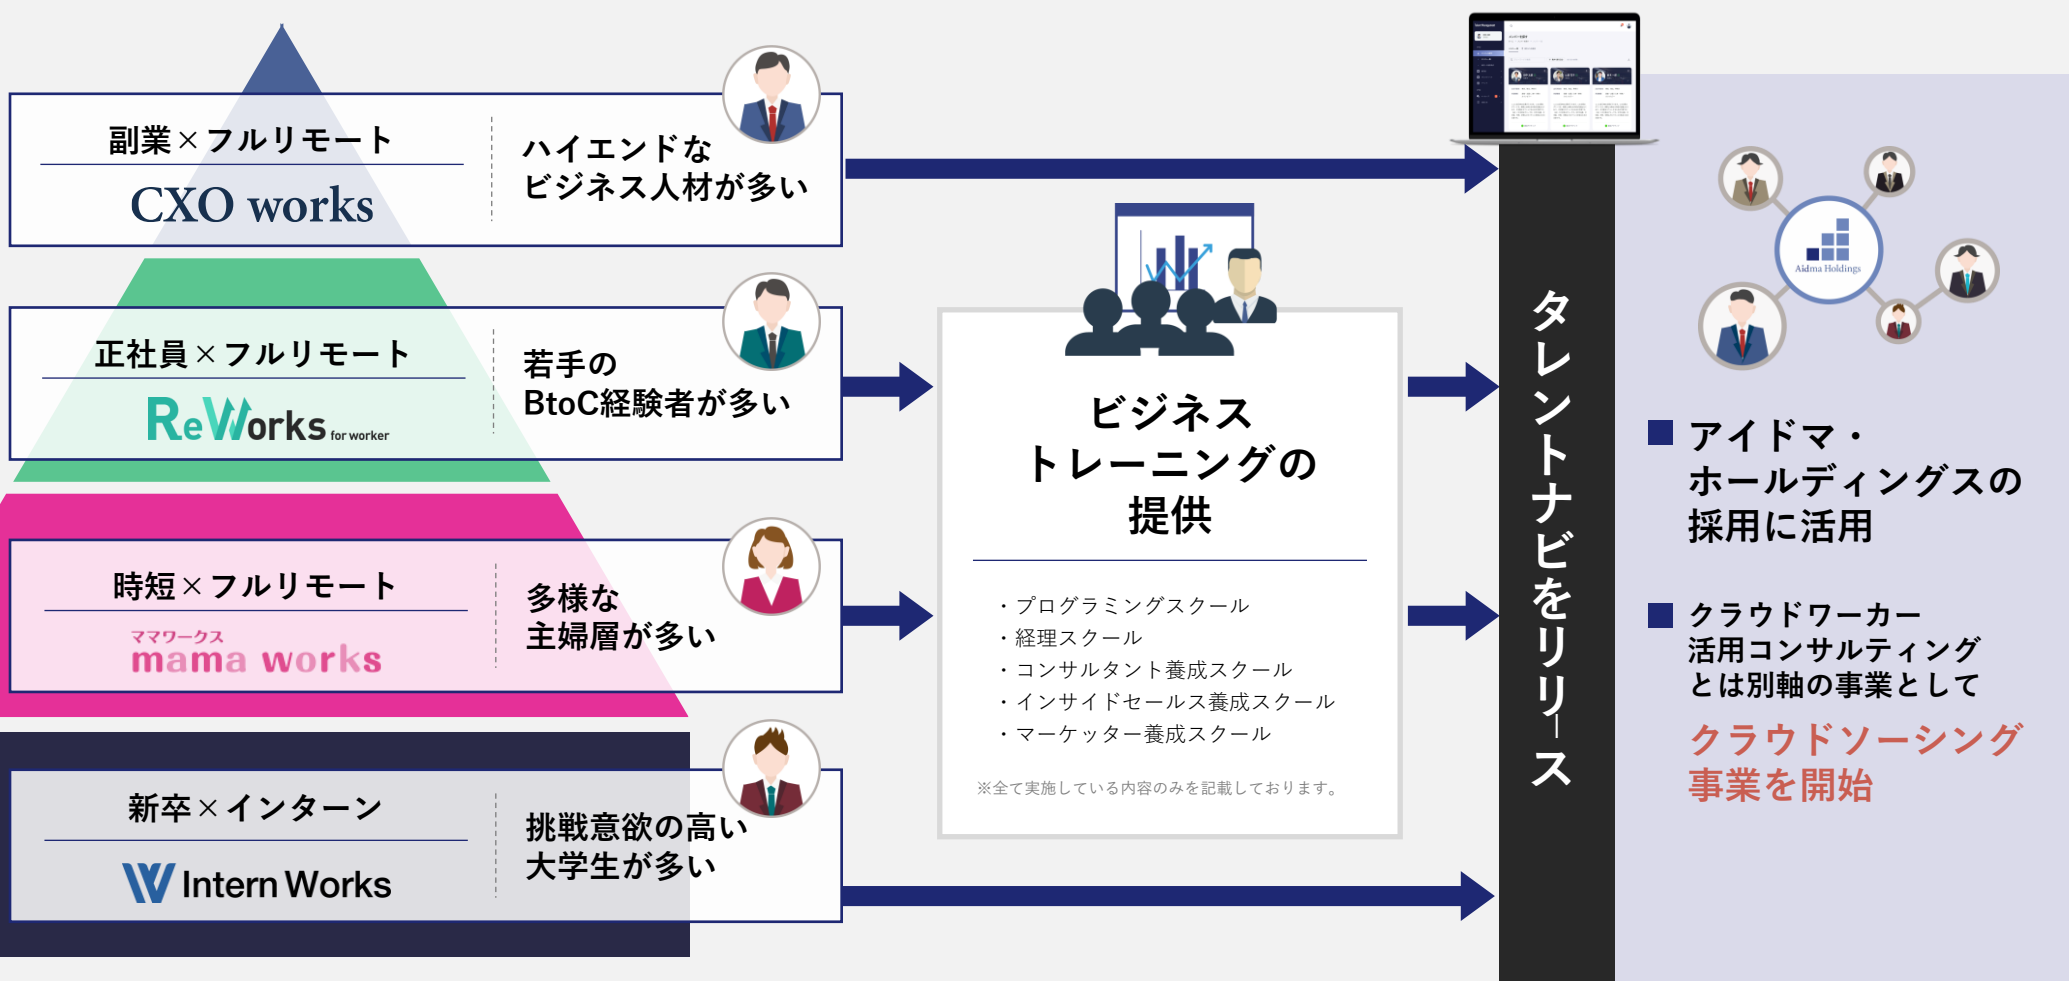 副業×フルリモート
CXO works
ハイエンドな
ビジネス人材が多い
正社員×フルリモート
ReWorks for worker
若手の
BtoC経験者が多い
時短×フルリモート
ママワークス
mama works
多様な
主婦層が多い
新卒×インターン
Intern Works
挑戦意欲の高い
大学生が多い
ビジネス
トレーニングの
提供
・プログラミングスクール
・経理スクール
・コンサルタント養成スクール
・インサイドセールス養成スクール
・マーケッター養成スクール
※全て実施している内容のみを記載しております。
タレントナビをリリース
Aidma Holdings
アイドマ・
ホールディングスの
採用に活用
クラウドワーカー
活用コンサルティング
とは別軸の事業として
クラウドソーシング
事業を開始